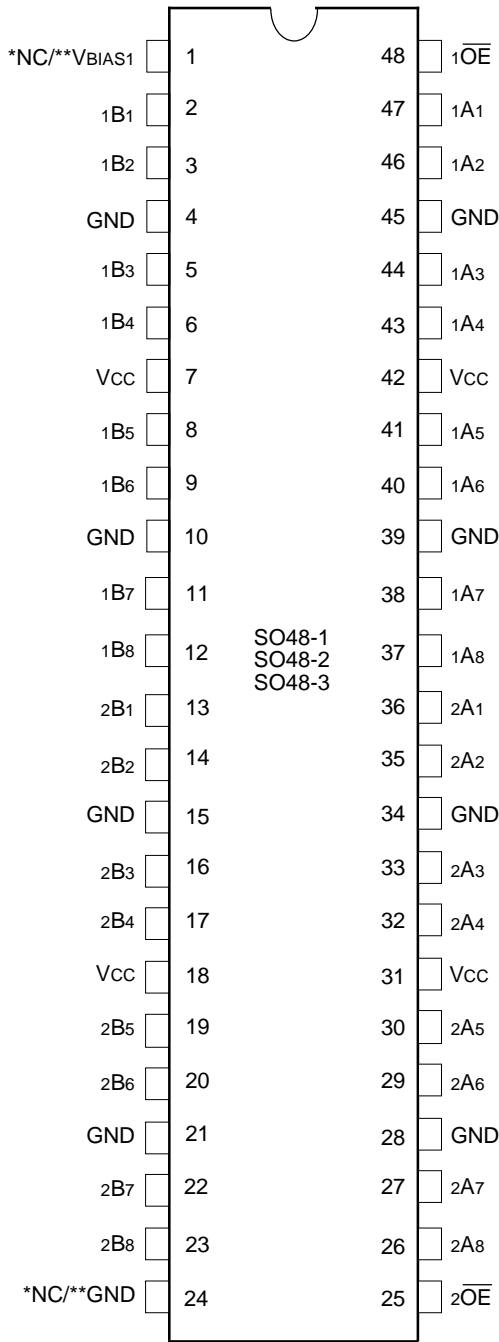 *NC/**VBIAS1 1 48 1O̅E̅
1B1 2 47 1A1
1B2 3 46 1A2
GND 4 45 GND
1B3 5 44 1A3
1B4 6 43 1A4
VCC 7 42 VCC
1B5 8 41 1A5
1B6 9 40 1A6
GND 10 39 GND
1B7 11 38 1A7
SO48-1
1B8 12 SO48-2 37 1A8
SO48-3
2B1 13 36 2A1
2B2 14 35 2A2
GND 15 34 GND
2B3 16 33 2A3
2B4 17 32 2A4
VCC 18 31 VCC
2B5 19 30 2A5
2B6 20 29 2A6
GND 21 28 GND
2B7 22 27 2A7
2B8 23 26 2A8
*NC/**GND 24 25 2O̅E̅